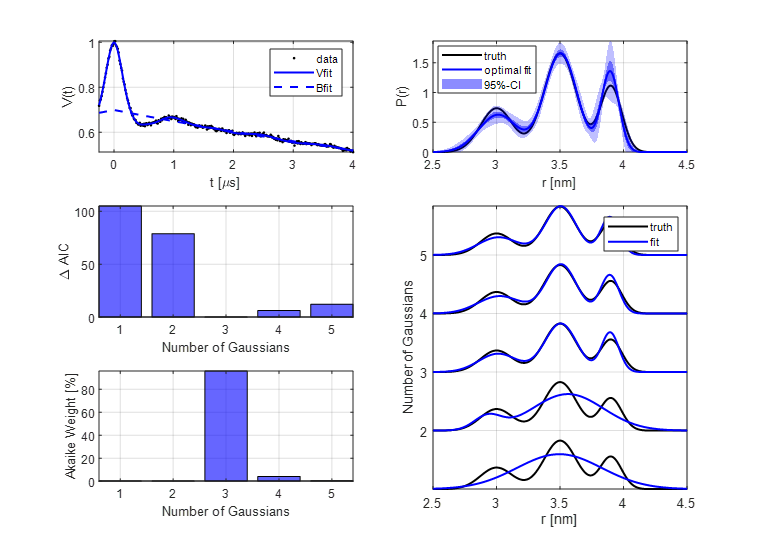 1
0.8
0.6
V(t)
0
1
2
3
4
t [μs]
data
Vfit
Bfit
1.5
1
0.5
0
P(r)
2.5
3
3.5
4
4.5
r [nm]
truth
optimal fit
95%-CI
100
50
0
Δ AIC
1
2
3
4
5
Number of Gaussians
80
60
40
20
0
Akaike Weight [%]
1
2
3
4
5
Number of Gaussians
truth
fit
5
4
3
2
Number of Gaussians
2.5
3
3.5
4
4.5
r [nm]